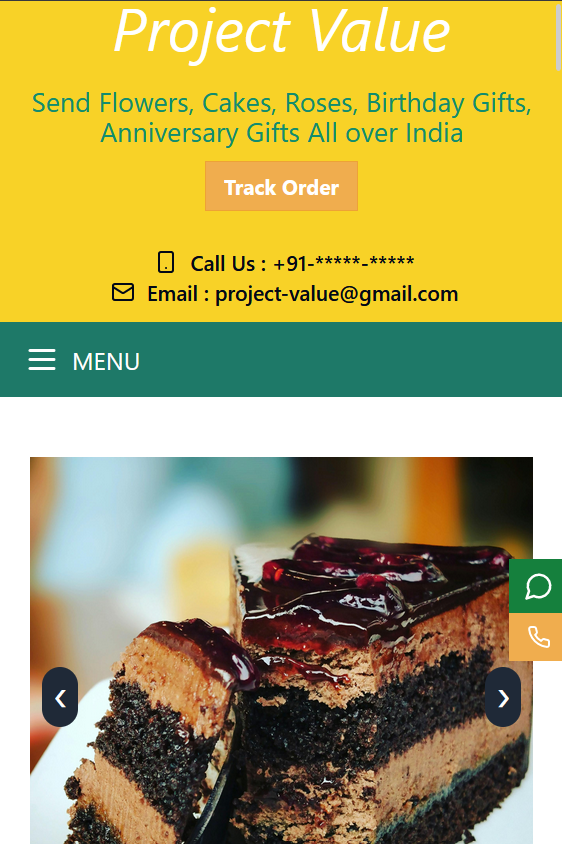 Project Value
Send Flowers, Cakes, Roses, Birthday Gifts,
Anniversary Gifts All over India
Track Order
Call Us : +91-*****-*****
Email : project-value@gmail.com
MENU